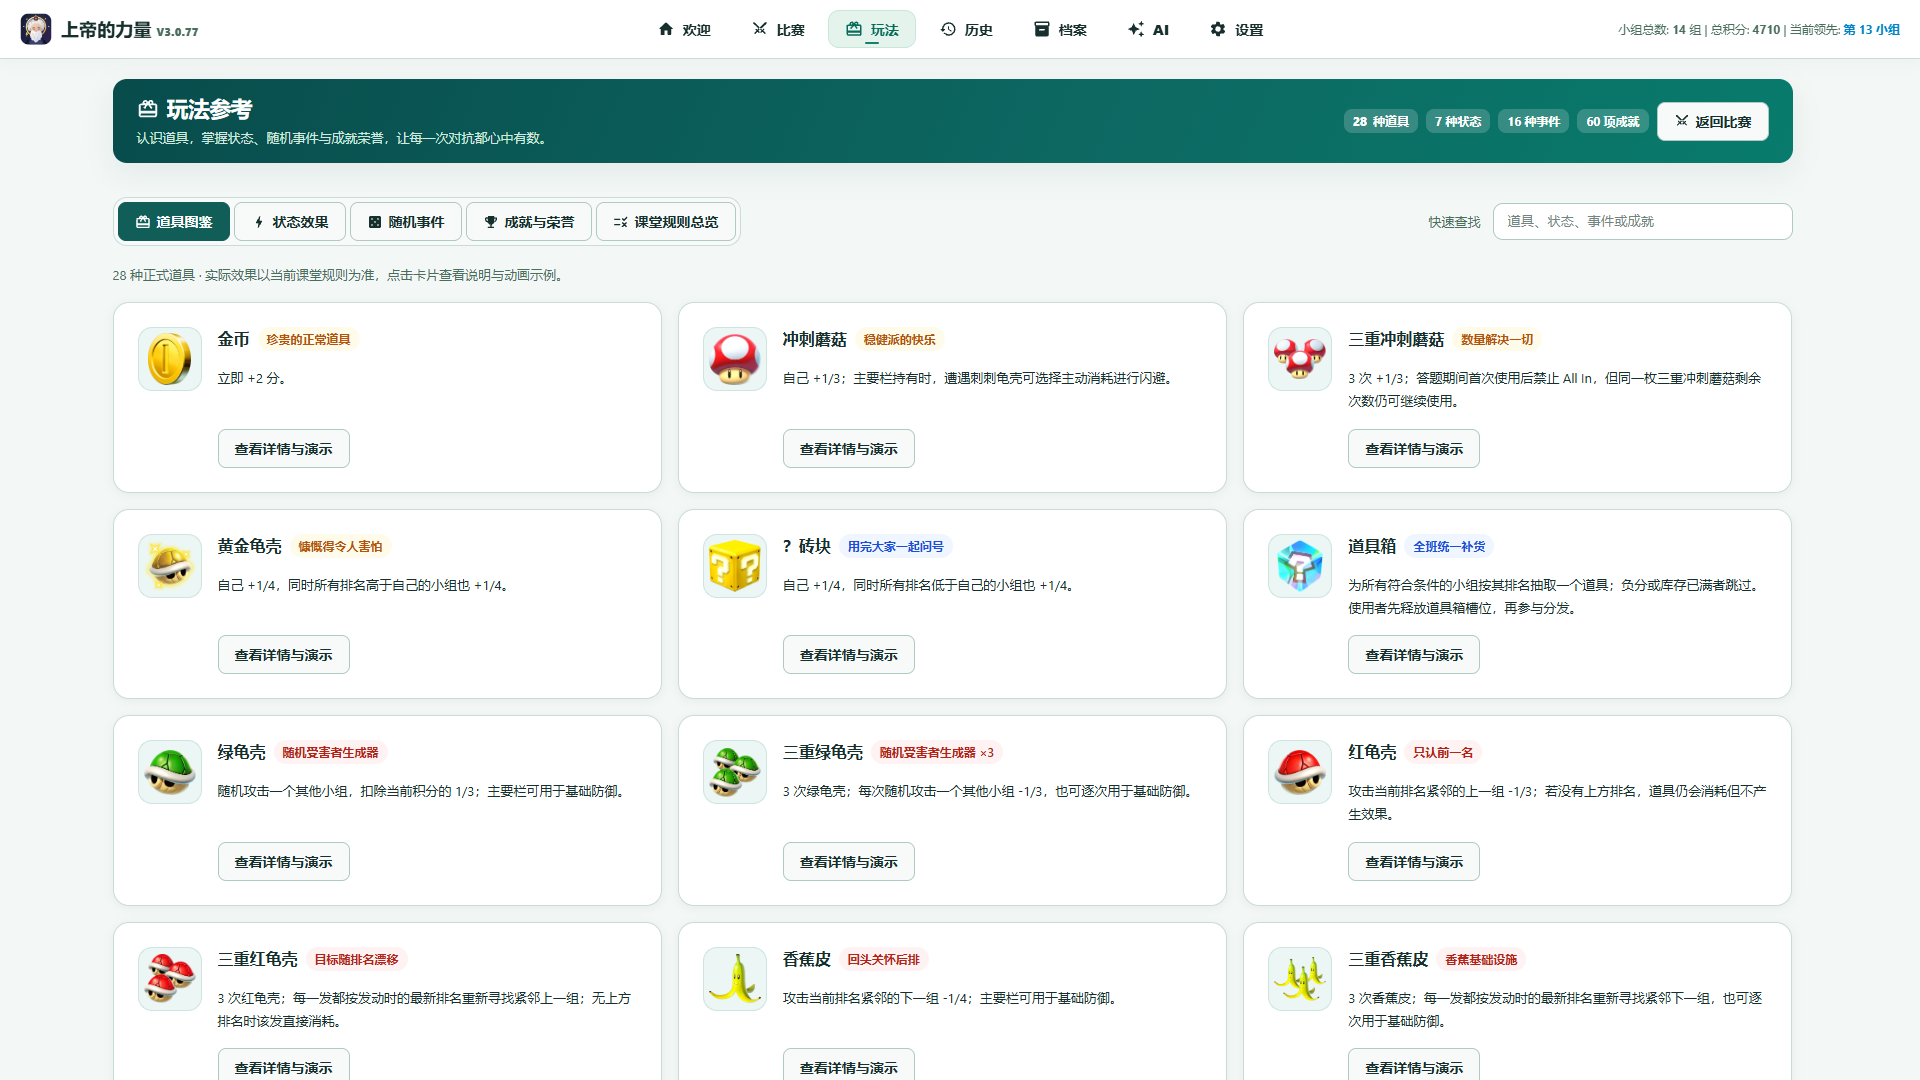 上帝的力量 V3.0.77
欢迎
比赛
玩法
历史
档案
AI
设置
小组总数: 14 组 | 总积分: 4710 | 当前领先: 第 13 小组
玩法参考
认识道具，掌握状态、随机事件与成就荣誉，让每一次对抗都心中有数。
28 种道具
7 种状态
16 种事件
60 项成就
返回比赛
道具图鉴
状态效果
随机事件
成就与荣誉
课堂规则总览
快速查找
道具、状态、事件或成就
28 种正式道具 · 实际效果以当前课堂规则为准，点击卡片查看说明与动画示例。
金币 珍贵的正常道具
立即 +2 分。
查看详情与演示
冲刺蘑菇 稳健派的快乐
自己 +1/3；主要栏持有时，遭遇刺刺龟壳可选择主动消耗进行闪避。
查看详情与演示
三重冲刺蘑菇 数量解决一切
3 次 +1/3；答题期间首次使用后禁止 All In，但同一枚三重冲刺蘑菇剩余
次数仍可继续使用。
查看详情与演示
黄金龟壳 慷慨得令人害怕
自己 +1/4，同时所有排名高于自己的小组也 +1/4。
查看详情与演示
？砖块 用完大家一起问号
自己 +1/4，同时所有排名低于自己的小组也 +1/4。
查看详情与演示
道具箱 全班统一补货
为所有符合条件的小组按其排名抽取一个道具；负分或库存已满者跳过。
使用者先释放道具箱槽位，再参与分发。
查看详情与演示
绿龟壳 随机受害者生成器
随机攻击一个其他小组，扣除当前积分的 1/3；主要栏可用于基础防御。
查看详情与演示
三重绿龟壳 随机受害者生成器 ×3
3 次绿龟壳；每次随机攻击一个其他小组 -1/3，也可逐次用于基础防御。
查看详情与演示
红龟壳 只认前一名
攻击当前排名紧邻的上一组 -1/3；若没有上方排名，道具仍会消耗但不产
生效果。
查看详情与演示
三重红龟壳 目标随排名漂移
3 次红龟壳；每一发都按发动时的最新排名重新寻找紧邻上一组；无上方
排名时该发直接消耗。
查看详情与演示
香蕉皮 回头关怀后排
攻击当前排名紧邻的下一组 -1/4；主要栏可用于基础防御。
查看详情与演示
三重香蕉皮 香蕉基础设施
3 次香蕉皮；每一发都按发动时的最新排名重新寻找紧邻下一组，也可逐
次用于基础防御。
查看详情与演示